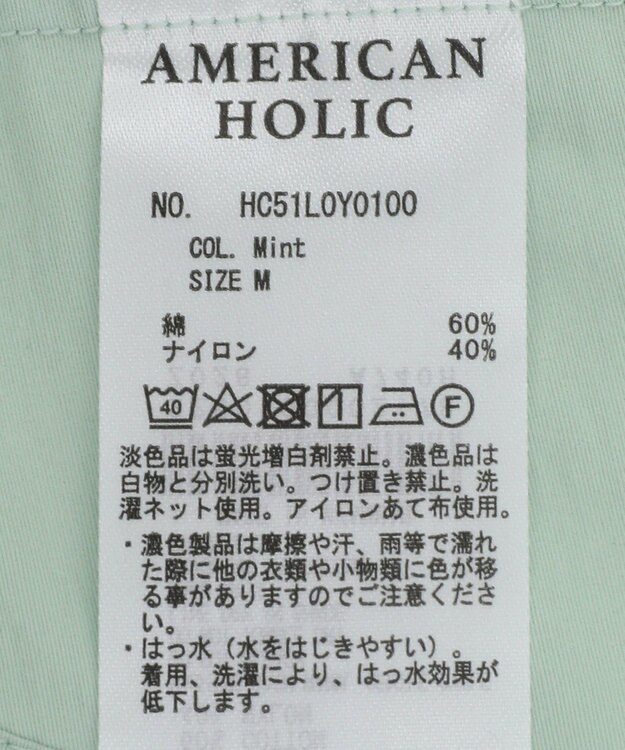 AMERICAN
HOLIC
NO. HC51L0Y0100
COL. Mint
SIZE M
綿 60%
ナイロン 40%
40 F
淡色品は蛍光増白剤禁止。濃色品は
白物と分別洗い。つけ置き禁止。洗
濯ネット使用。アイロンあて布使用。
・濃色製品は摩擦や汗、雨等で濡れ
た際に他の衣類や小物類に色が移
る事がありますのでご注意くださ
い。
・はっ水（水をはじきやすい）。
着用、洗濯により、はっ水効果が
低下します。